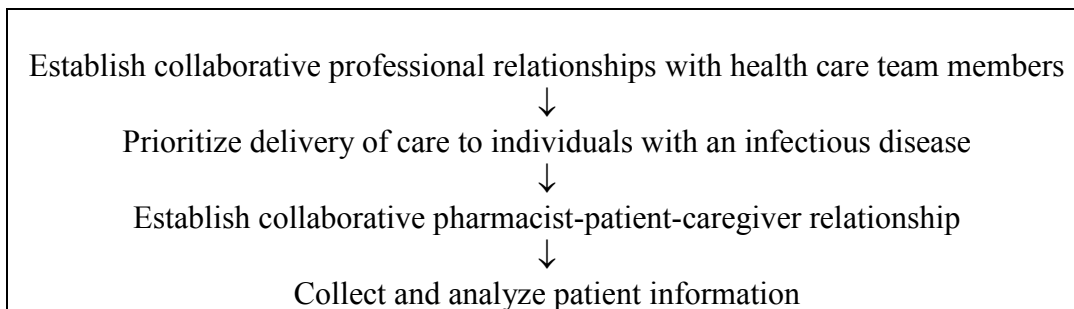 Establish collaborative professional relationships with health care team members
↓
Prioritize delivery of care to individuals with an infectious disease
↓
Establish collaborative pharmacist-patient-caregiver relationship
↓
Collect and analyze patient information